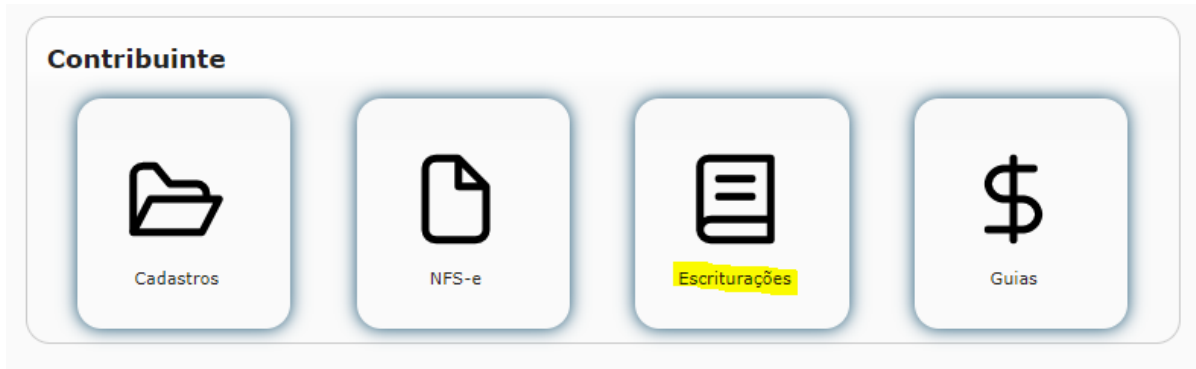 Contribuinte
Cadastros
NFS-e
Escriturações
Guias